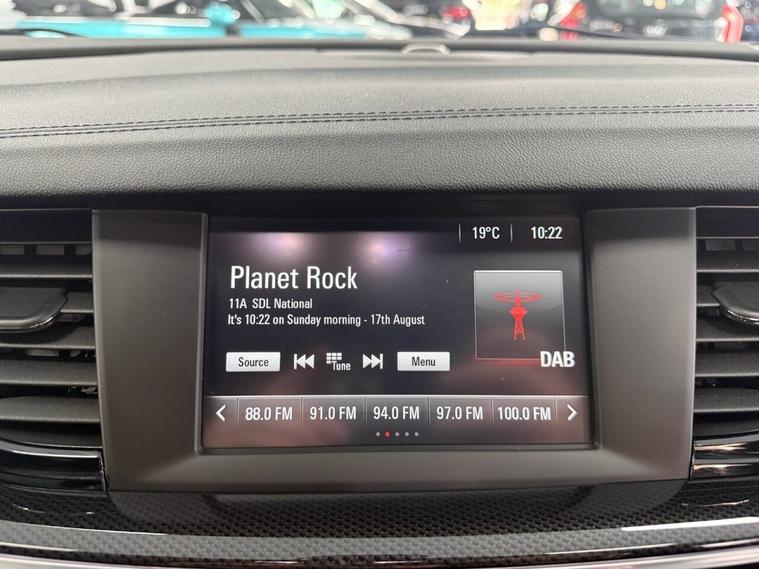 19°C 10:22
Planet Rock
11A SDL National
It's 10:22 on Sunday morning - 17th August
DAB
Source Tune Menu
88.0 FM 91.0 FM 94.0 FM 97.0 FM 100.0 FM